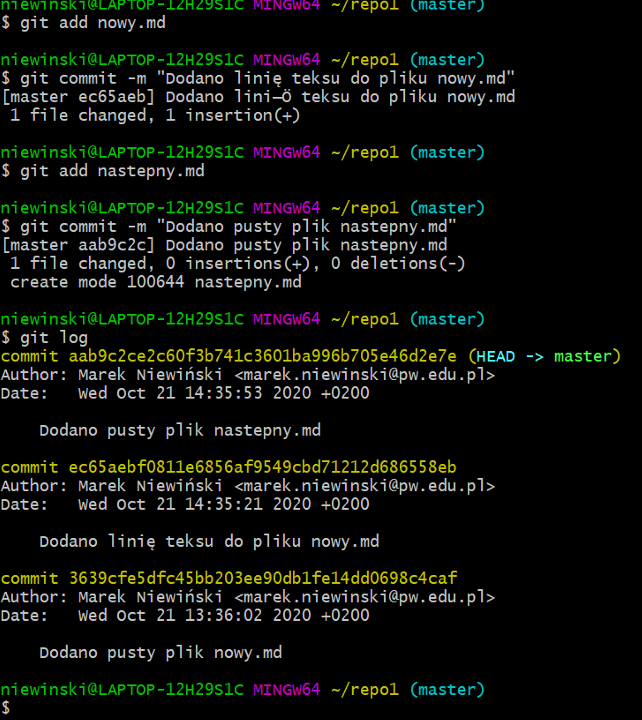 niewinski@LAPTOP-12H29S1C MINGW64 ~/repo1 (master)
$ git add nowy.md
niewinski@LAPTOP-12H29S1C MINGW64 ~/repo1 (master)
$ git commit -m "Dodano linię teksu do pliku nowy.md"
[master ec65aeb] Dodano lini–Ö teksu do pliku nowy.md
 1 file changed, 1 insertion(+)
niewinski@LAPTOP-12H29S1C MINGW64 ~/repo1 (master)
$ git add nastepny.md
niewinski@LAPTOP-12H29S1C MINGW64 ~/repo1 (master)
$ git commit -m "Dodano pusty plik nastepny.md"
[master aab9c2c] Dodano pusty plik nastepny.md
 1 file changed, 0 insertions(+), 0 deletions(-)
 create mode 100644 nastepny.md
niewinski@LAPTOP-12H29S1C MINGW64 ~/repo1 (master)
$ git log
commit aab9c2ce2c60f3b741c3601ba996b705e46d2e7e (HEAD -> master)
Author: Marek Niewiński <marek.niewinski@pw.edu.pl>
Date:   Wed Oct 21 14:35:53 2020 +0200
    Dodano pusty plik nastepny.md
commit ec65aebf0811e6856af9549cbd71212d686558eb
Author: Marek Niewiński <marek.niewinski@pw.edu.pl>
Date:   Wed Oct 21 14:35:21 2020 +0200
    Dodano linię teksu do pliku nowy.md
commit 3639cfe5dfc45bb203ee90db1fe14dd0698c4caf
Author: Marek Niewiński <marek.niewinski@pw.edu.pl>
Date:   Wed Oct 21 13:36:02 2020 +0200
    Dodano pusty plik nowy.md
niewinski@LAPTOP-12H29S1C MINGW64 ~/repo1 (master)
$